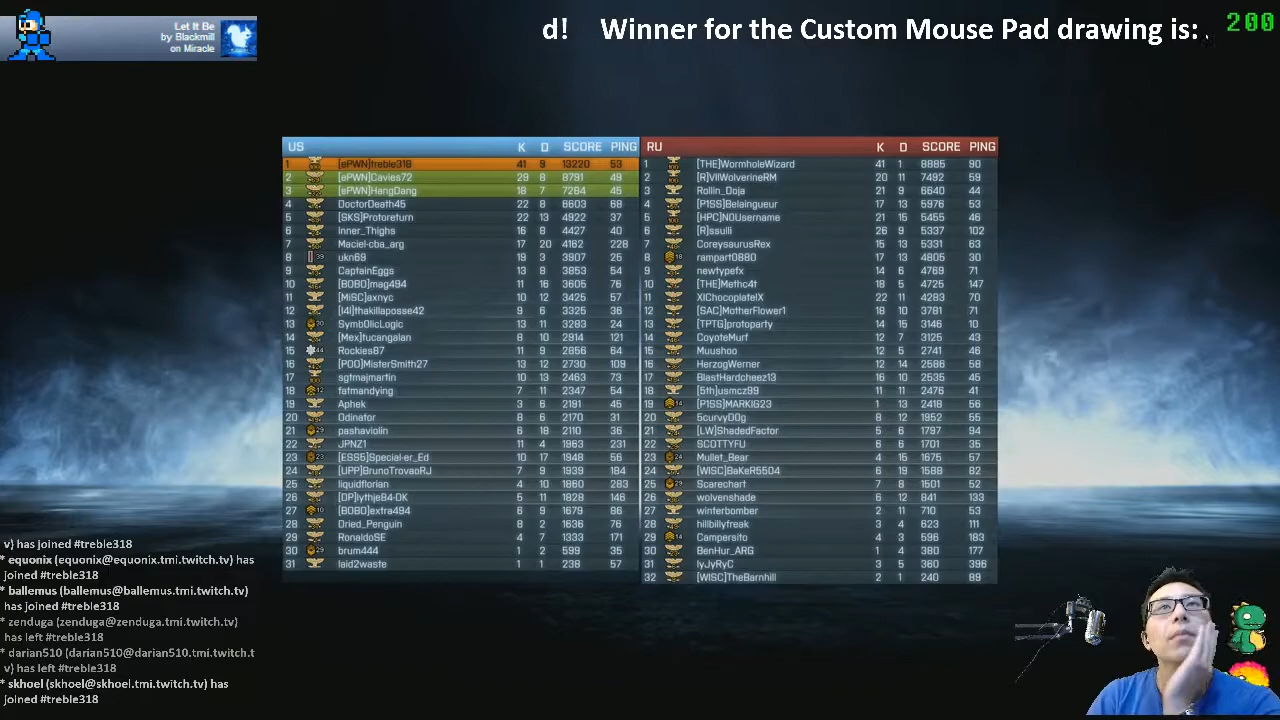 Let It Be
by Blackmill
on Miracle
d! Winner for the Custom Mouse Pad drawing is:
200
US K D SCORE PING
1 [ePWN]treble318 41 9 13220 53
2 [ePWN]Cavies72 29 8 8791 49
3 [ePWN]HangDang 18 7 7264 45
4 DoctorDeath45 22 8 6603 68
5 [SKS]Protoreturn 22 13 4922 37
6 Inner_Thighs 16 8 4427 40
7 Maciel-cba_arg 17 20 4162 228
8 ukn69 19 3 3907 25
9 CaptainEggs 13 8 3853 54
10 [BOBO]mag494 11 16 3605 76
11 [MiSC]axnyc 10 12 3425 57
12 [I4I]thakillaposse42 9 6 3325 36
13 Symb0licLogic 13 11 3283 24
14 [Mex]tucangalan 8 10 2914 121
15 Rockies87 11 9 2856 64
16 [POD]MisterSmith27 13 12 2730 109
17 sgtmajmartin 10 13 2463 73
18 fatmandying 7 11 2347 54
19 Aphek 3 6 2191 45
20 Odinator 8 6 2170 31
21 pashaviolin 6 18 2110 36
22 JPNZ1 11 4 1963 231
23 [ESS5]Special-er_Ed 10 17 1948 56
24 [UPP]BrunoTrovaoRJ 7 9 1939 184
25 liquidflorian 4 10 1860 283
26 [DP]lythje84-DK 5 11 1828 146
27 [BOBO]extra494 6 9 1679 86
28 Dried_Penguin 8 2 1636 76
29 RonaldoSE 4 7 1333 171
30 brum444 1 2 599 35
31 laid2waste 1 1 238 57
RU K D SCORE PING
1 [THE]WormholeWizard 41 1 8885 90
2 [R]VIIWolverineRM 20 11 7492 59
3 Rollin_Doja 21 9 6640 44
4 [P1SS]Belaingueur 17 13 5976 53
5 [HPC]N0Username 21 15 5455 46
6 [R]ssulli 26 9 5337 102
7 CoreysaurusRex 15 13 5331 63
8 rampart0880 17 13 4805 30
9 newtypefx 14 6 4769 71
10 [THE]Methc4t 18 5 4725 147
11 XIChocoplateIX 22 11 4283 70
12 [SAC]MotherFlower1 18 10 3781 71
13 [TPTG]protoparty 14 15 3146 10
14 CoyoteMurf 12 7 3125 43
15 Muushoo 12 5 2741 46
16 HerzogWerner 12 14 2586 58
17 BlastHardcheez13 16 10 2535 45
18 [5th]usmcz99 11 11 2476 41
19 [P1SS]MARKIG23 1 13 2418 56
20 5curvyD0g 8 12 1952 55
21 [LW]ShadedFactor 5 6 1797 94
22 SCOTTYFU 6 6 1701 35
23 Mullet_Bear 4 15 1675 57
24 [WISC]BaKeR5504 6 19 1588 82
25 Scarechart 7 8 1501 52
26 wolvenshade 6 12 841 133
27 winterbomber 2 11 710 53
28 hillbillyfreak 3 4 623 111
29 Campersito 4 3 596 183
30 BenHur_ARG 1 4 380 177
31 lyJyRyC 3 5 360 396
32 [WISC]TheBarnhill 2 1 240 89
v) has joined #treble318
* equonix (equonix@equonix.tmi.twitch.tv) has
joined #treble318
* ballemus (ballemus@ballemus.tmi.twitch.tv)
has joined #treble318
* zenduga (zenduga@zenduga.tmi.twitch.tv)
has left #treble318
* darian510 (darian510@darian510.tmi.twitch.t
v) has left #treble318
* skhoel (skhoel@skhoel.tmi.twitch.tv) has
joined #treble318